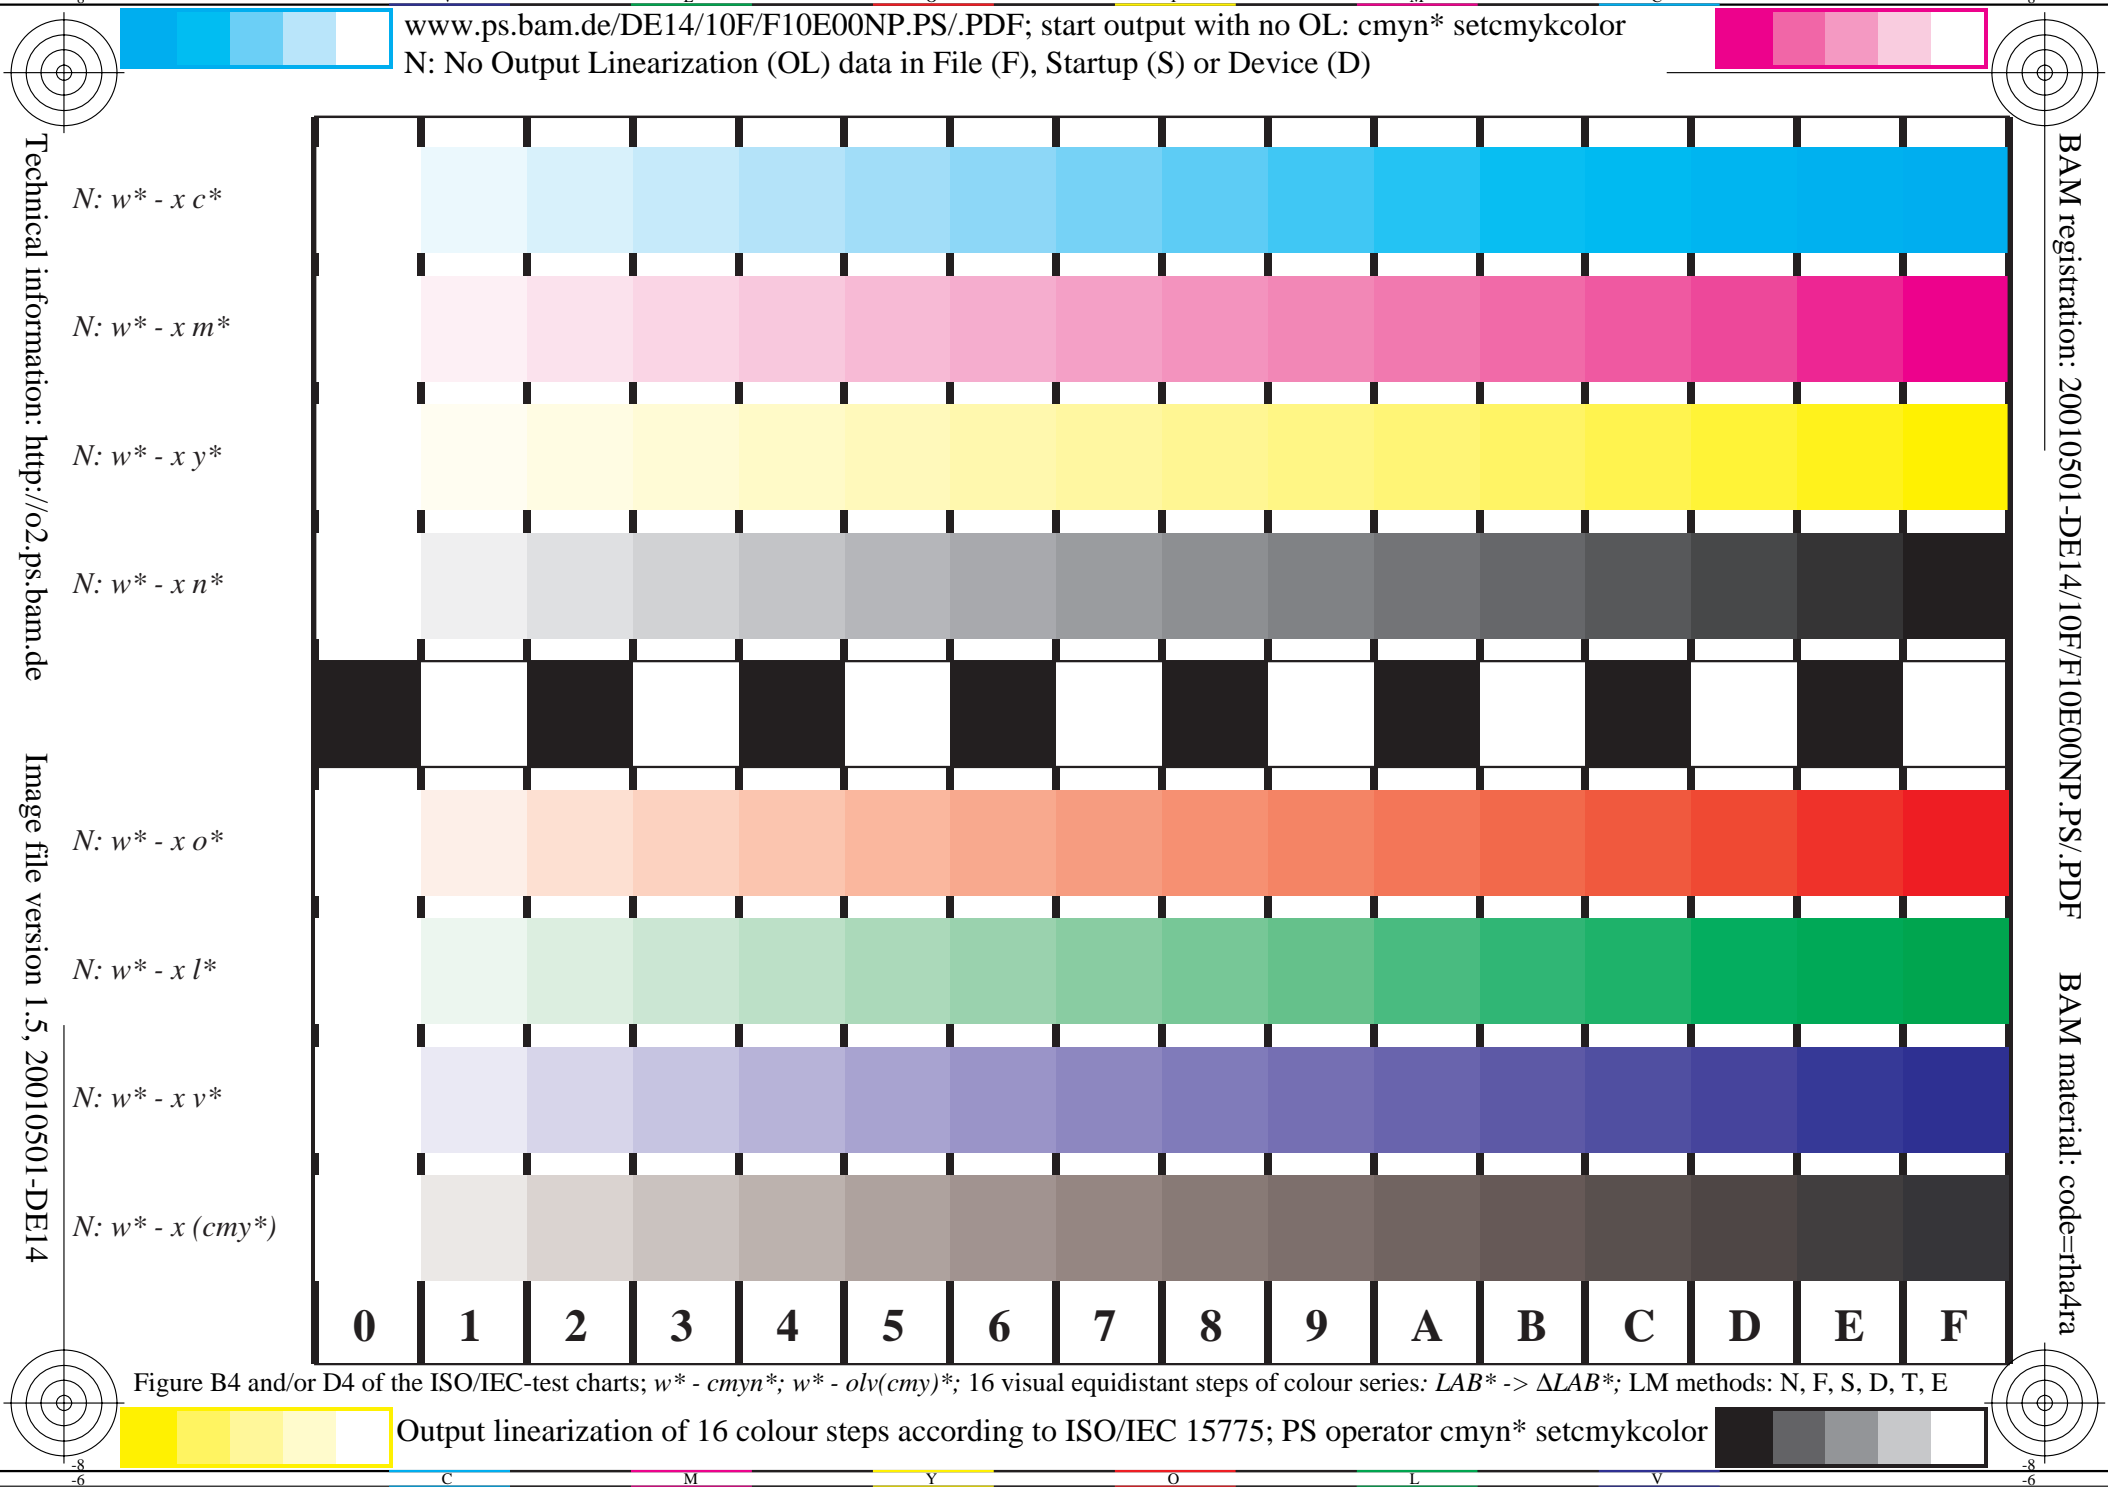 www.ps.bam.de/DE14/10F/F10E00NP.PS/.PDF; start output with no OL: cmyn* setcmykcolor
N: No Output Linearization (OL) data in File (F), Startup (S) or Device (D)
Technical information: http://o2.ps.bam.de
Image file version 1.5, 20010501-DE14
BAM registration: 20010501-DE14/10F/F10E00NP.PS/.PDF
BAM material: code=rha4ra
N: w* - x c*
N: w* - x m*
N: w* - x y*
N: w* - x n*
N: w* - x o*
N: w* - x l*
N: w* - x v*
N: w* - x (cmy*)
0 1 2 3 4 5 6 7 8 9 A B C D E F
Figure B4 and/or D4 of the ISO/IEC-test charts; w* - cmyn*; w* - olv(cmy)*; 16 visual equidistant steps of colour series: LAB* -> ΔLAB*; LM methods: N, F, S, D, T, E
Output linearization of 16 colour steps according to ISO/IEC 15775; PS operator cmyn* setcmykcolor
-8 -8
-6 C M Y O L V -6